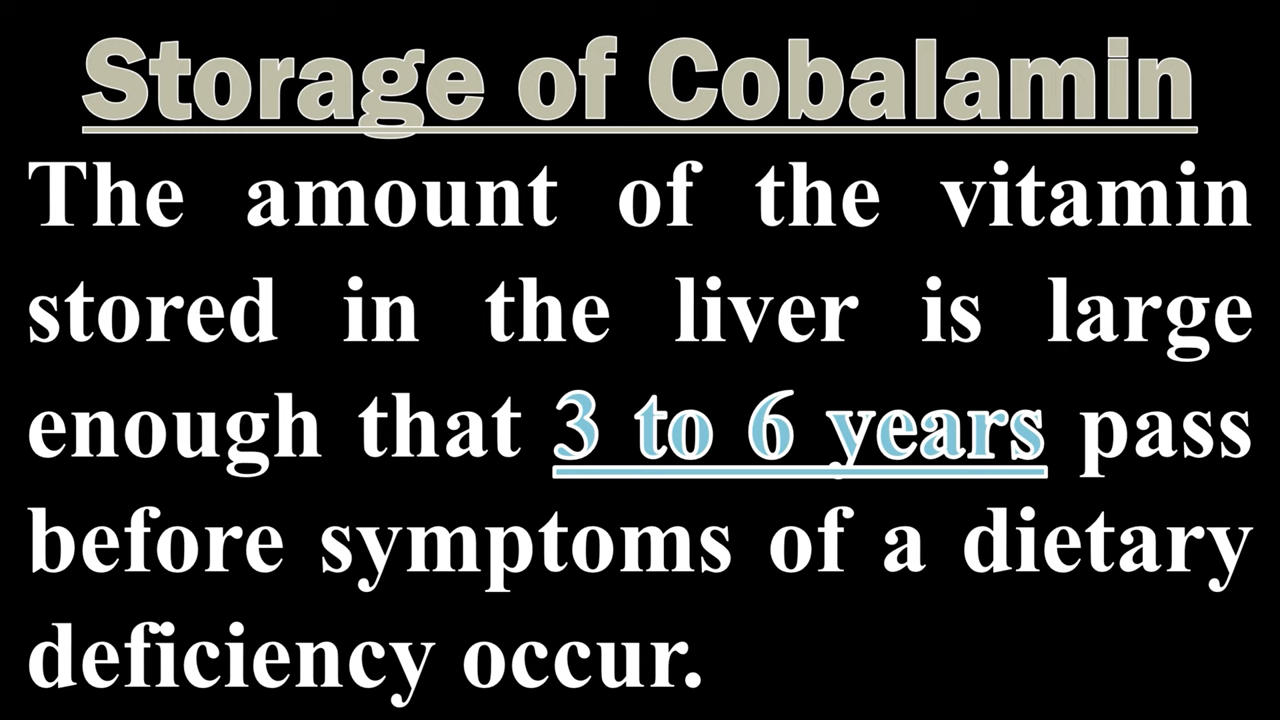 Storage of Cobalamin
The amount of the vitamin
stored in the liver is large
enough that 3 to 6 years pass
before symptoms of a dietary
deficiency occur.